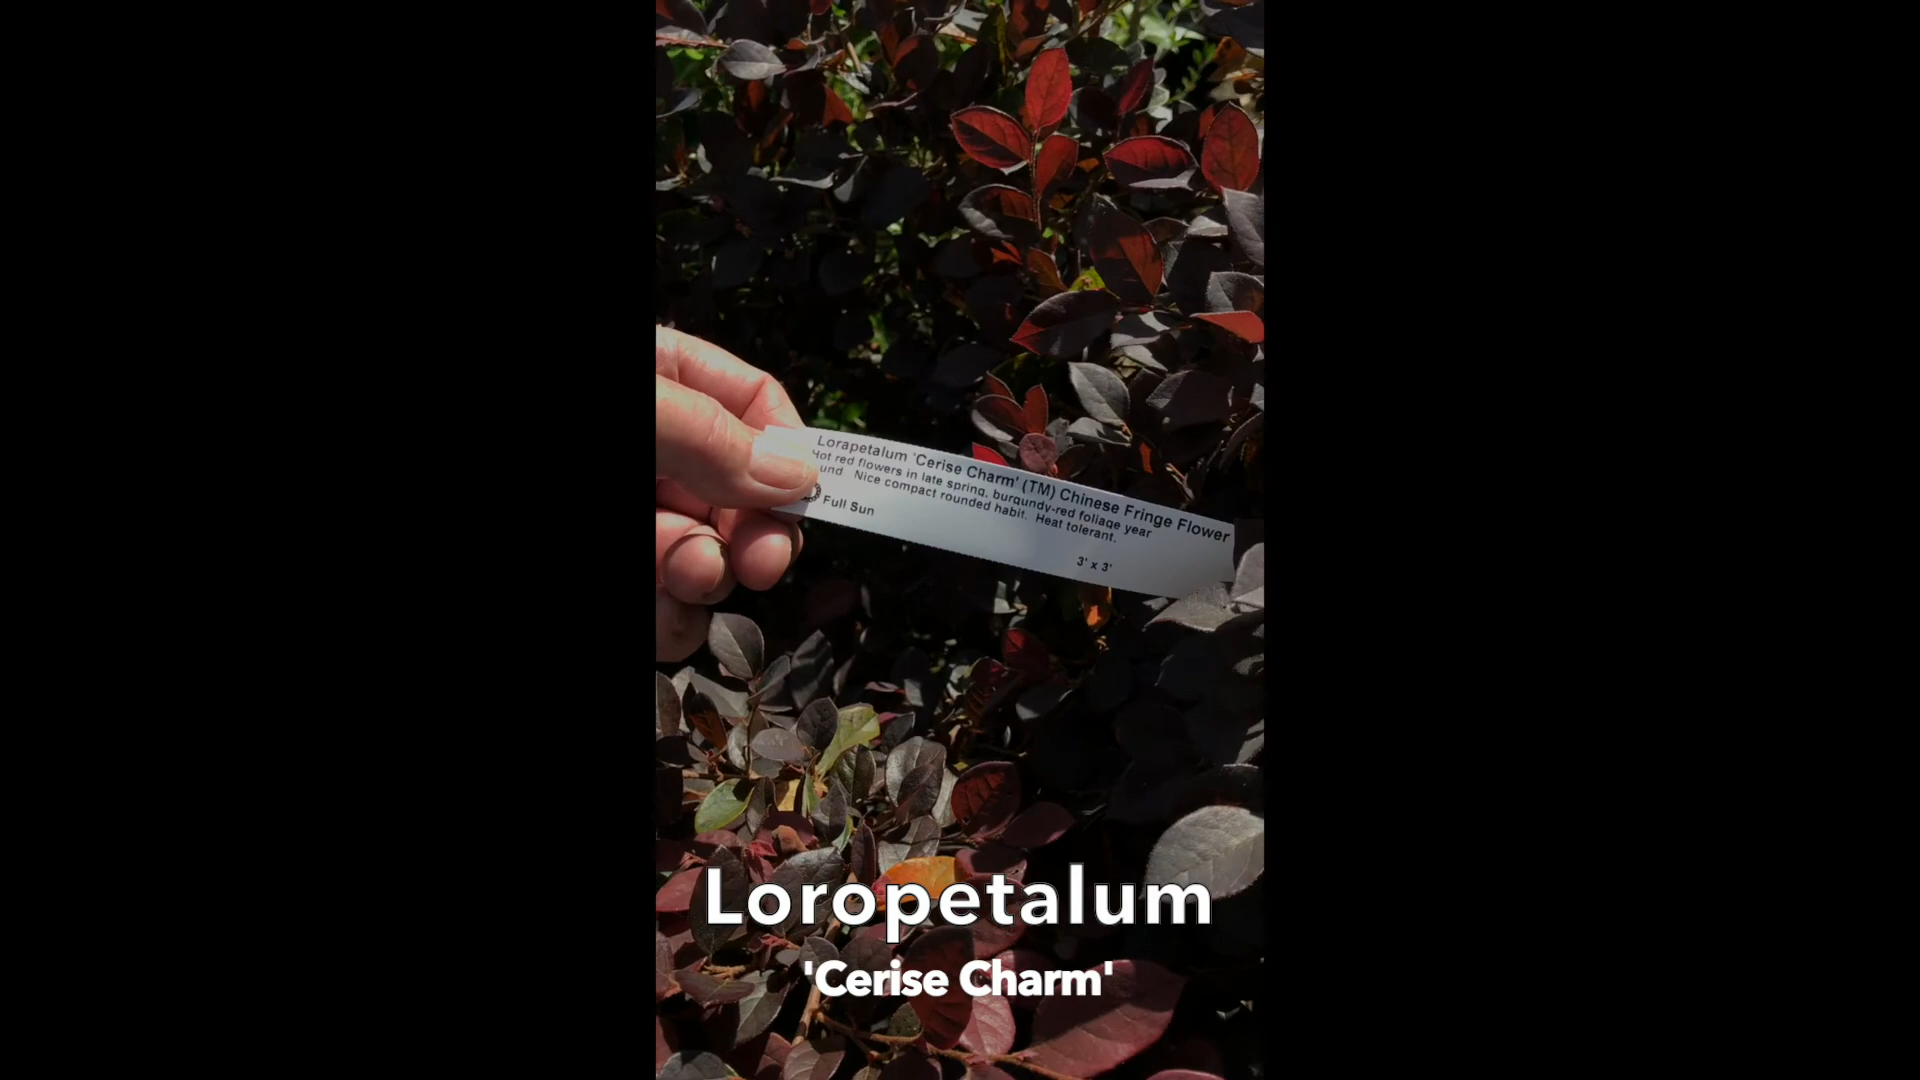 Lorapetalum 'Cerise Charm' (TM) Chinese Fringe Flower
Hot red flowers in late spring, burgundy-red foliage year
und Nice compact rounded habit. Heat tolerant.
Full Sun
3' x 3'
Loropetalum
'Cerise Charm'